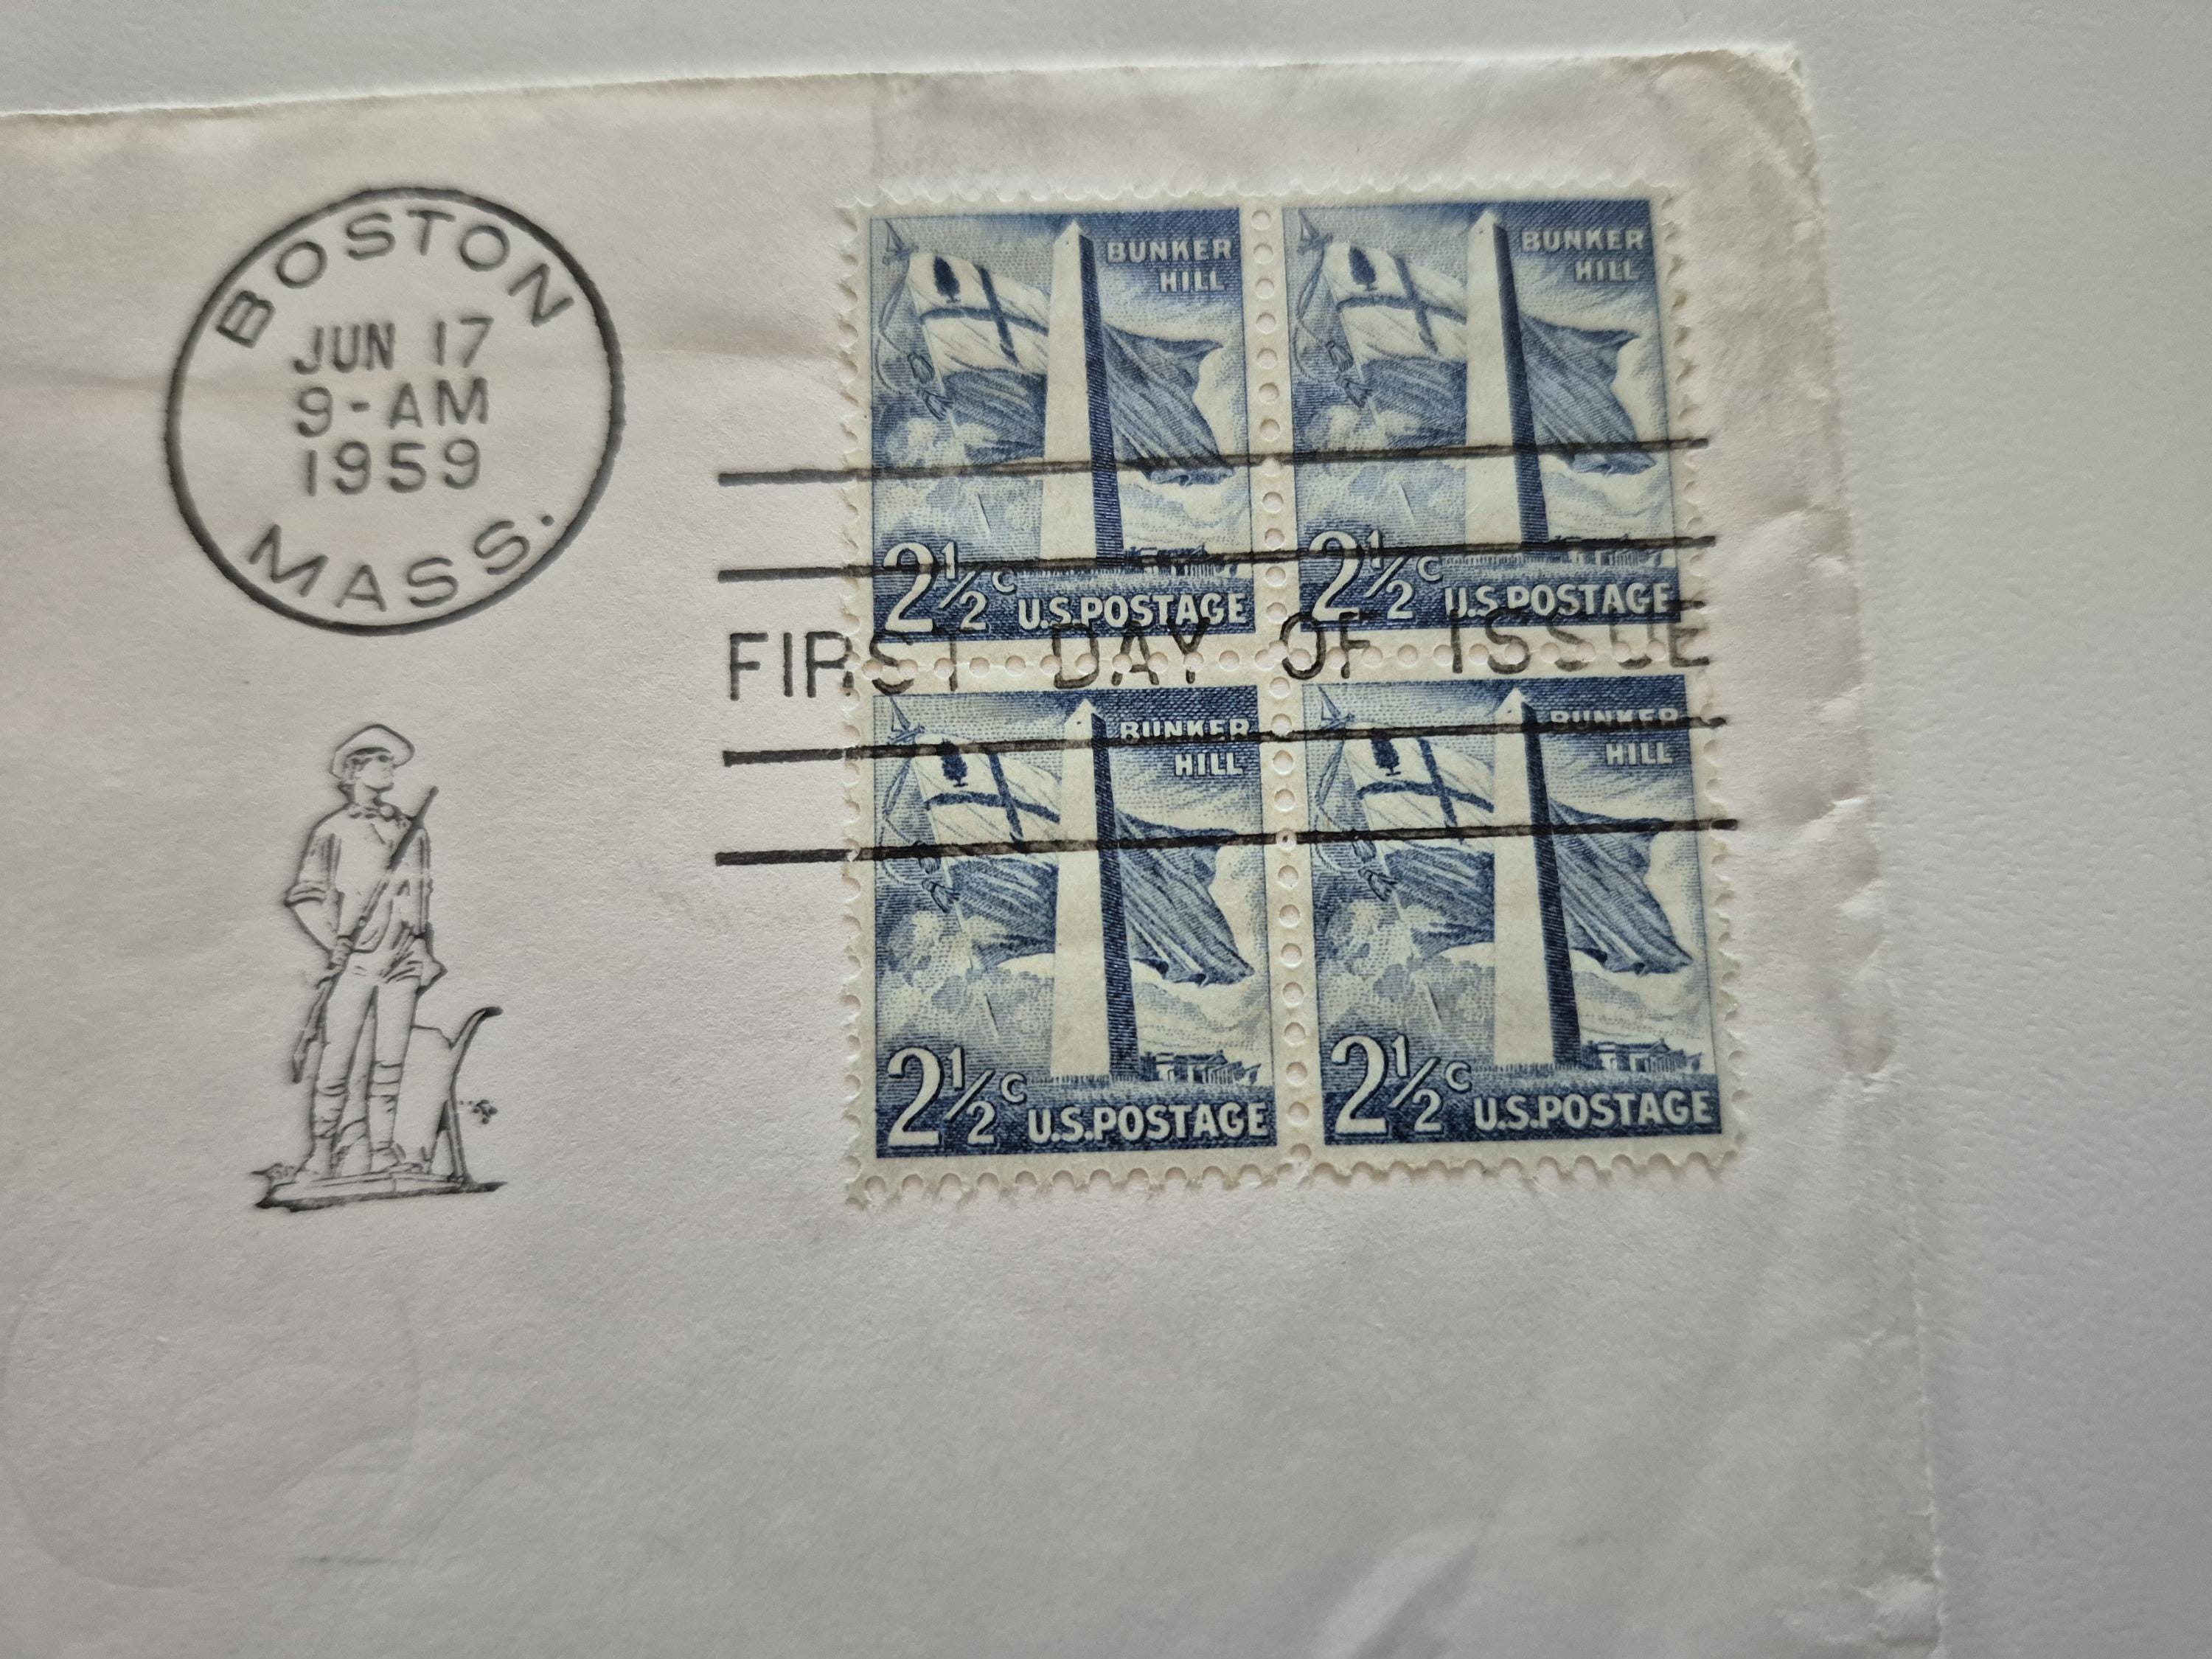 BOSTON
JUN 17
9-AM
1959
MASS.
BUNKER
HILL
2½c U.S.POSTAGE
BUNKER
HILL
2½c U.S.POSTAGE
FIRST DAY OF ISSUE
BUNKER
HILL
2½c U.S.POSTAGE
BUNKER
HILL
2½c U.S.POSTAGE